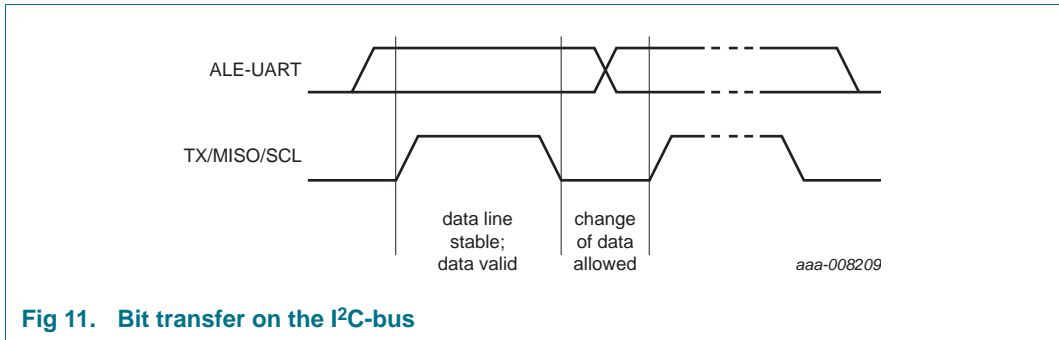 ALE-UART
TX/MISO/SCL
data line
stable;
data valid
change
of data
allowed
aaa-008209
Fig 11. Bit transfer on the I²C-bus